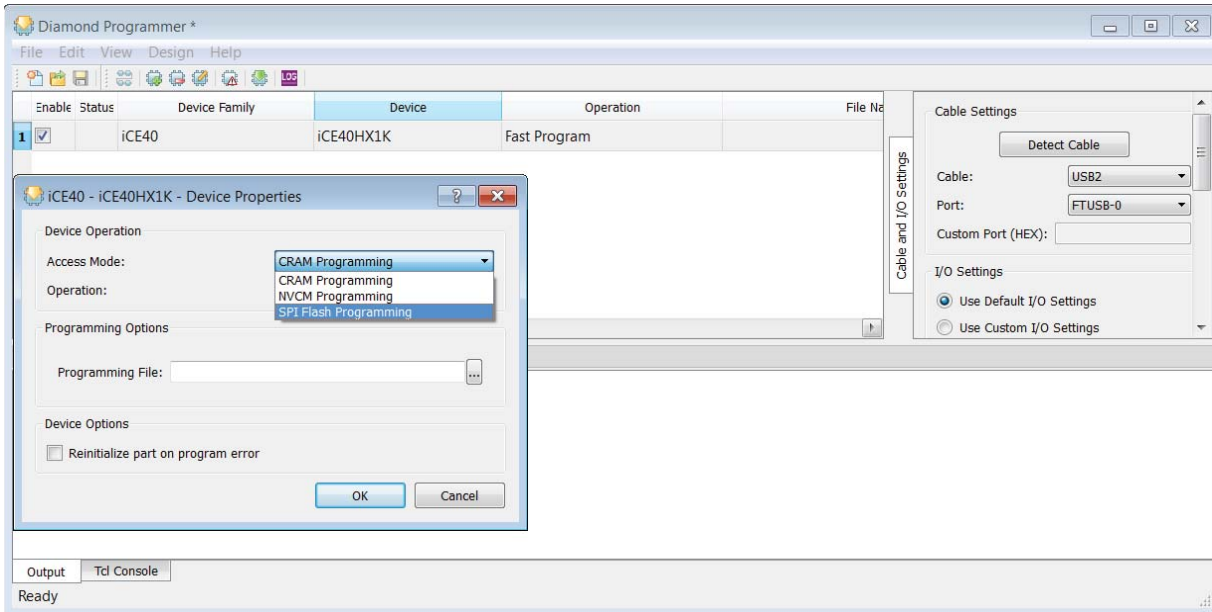 Diamond Programmer *
File Edit View Design Help
LOG
Enable Status Device Family Device Operation File Na
1 iCE40 iCE40HX1K Fast Program
iCE40 - iCE40HX1K - Device Properties
Device Operation
Access Mode: CRAM Programming
CRAM Programming
NVCM Programming
SPI Flash Programming
Operation:
Programming Options
Programming File: ...
Device Options
Reinitialize part on program error
OK Cancel
Cable and I/O Settings
Cable Settings
Detect Cable
Cable: USB2
Port: FTUSB-0
Custom Port (HEX):
I/O Settings
Use Default I/O Settings
Use Custom I/O Settings
Output Tcl Console
Ready